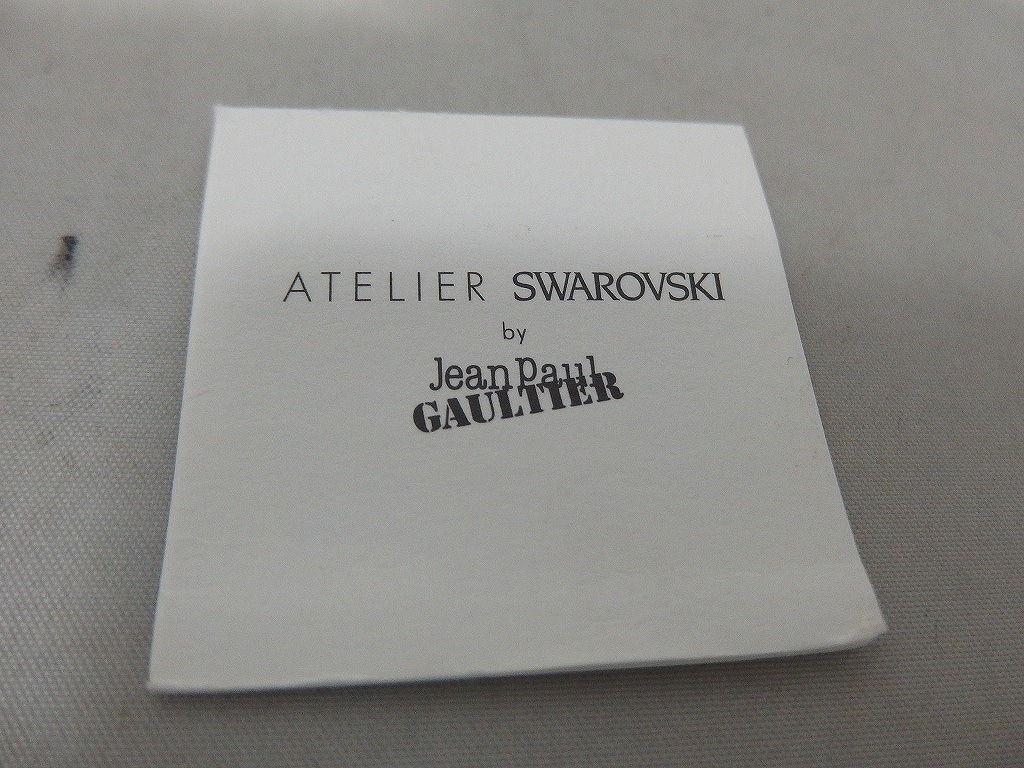 ATELIER SWAROVSKI
by
Jean Paul
GAULTIER